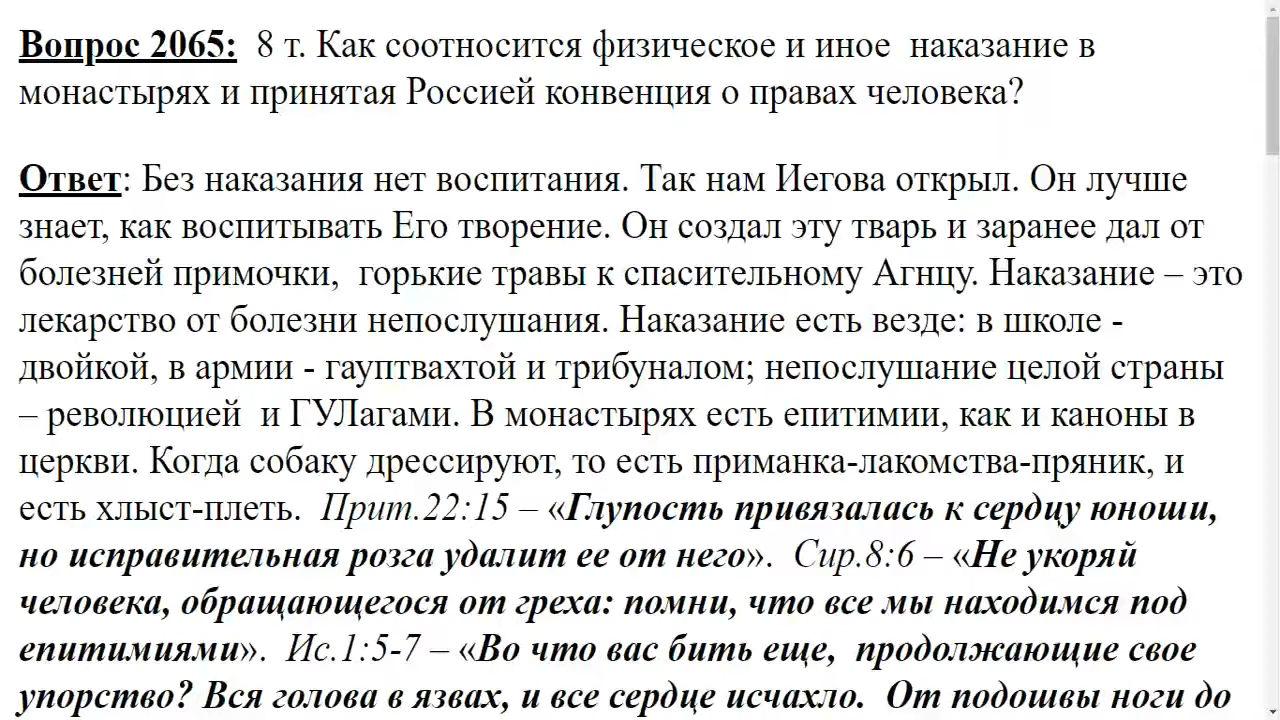 Вопрос 2065:  8 т. Как соотносится физическое и иное  наказание в
монастырях и принятая Россией конвенция о правах человека?
Ответ: Без наказания нет воспитания. Так нам Иегова открыл. Он лучше
знает, как воспитывать Его творение. Он создал эту тварь и заранее дал от
болезней примочки,  горькие травы к спасительному Агнцу. Наказание – это
лекарство от болезни непослушания. Наказание есть везде: в школе -
двойкой, в армии - гауптвахтой и трибуналом; непослушание целой страны
– революцией  и ГУЛагами. В монастырях есть епитимии, как и каноны в
церкви. Когда собаку дрессируют, то есть приманка-лакомства-пряник, и
есть хлыст-плеть.  Прит.22:15 – «Глупость привязалась к сердцу юноши,
но исправительная розга удалит ее от него».  Сир.8:6 – «Не укоряй
человека, обращающегося от греха: помни, что все мы находимся под
епитимиями».  Ис.1:5-7 – «Во что вас бить еще,  продолжающие свое
упорство? Вся голова в язвах, и все сердце исчахло.  От подошвы ноги до